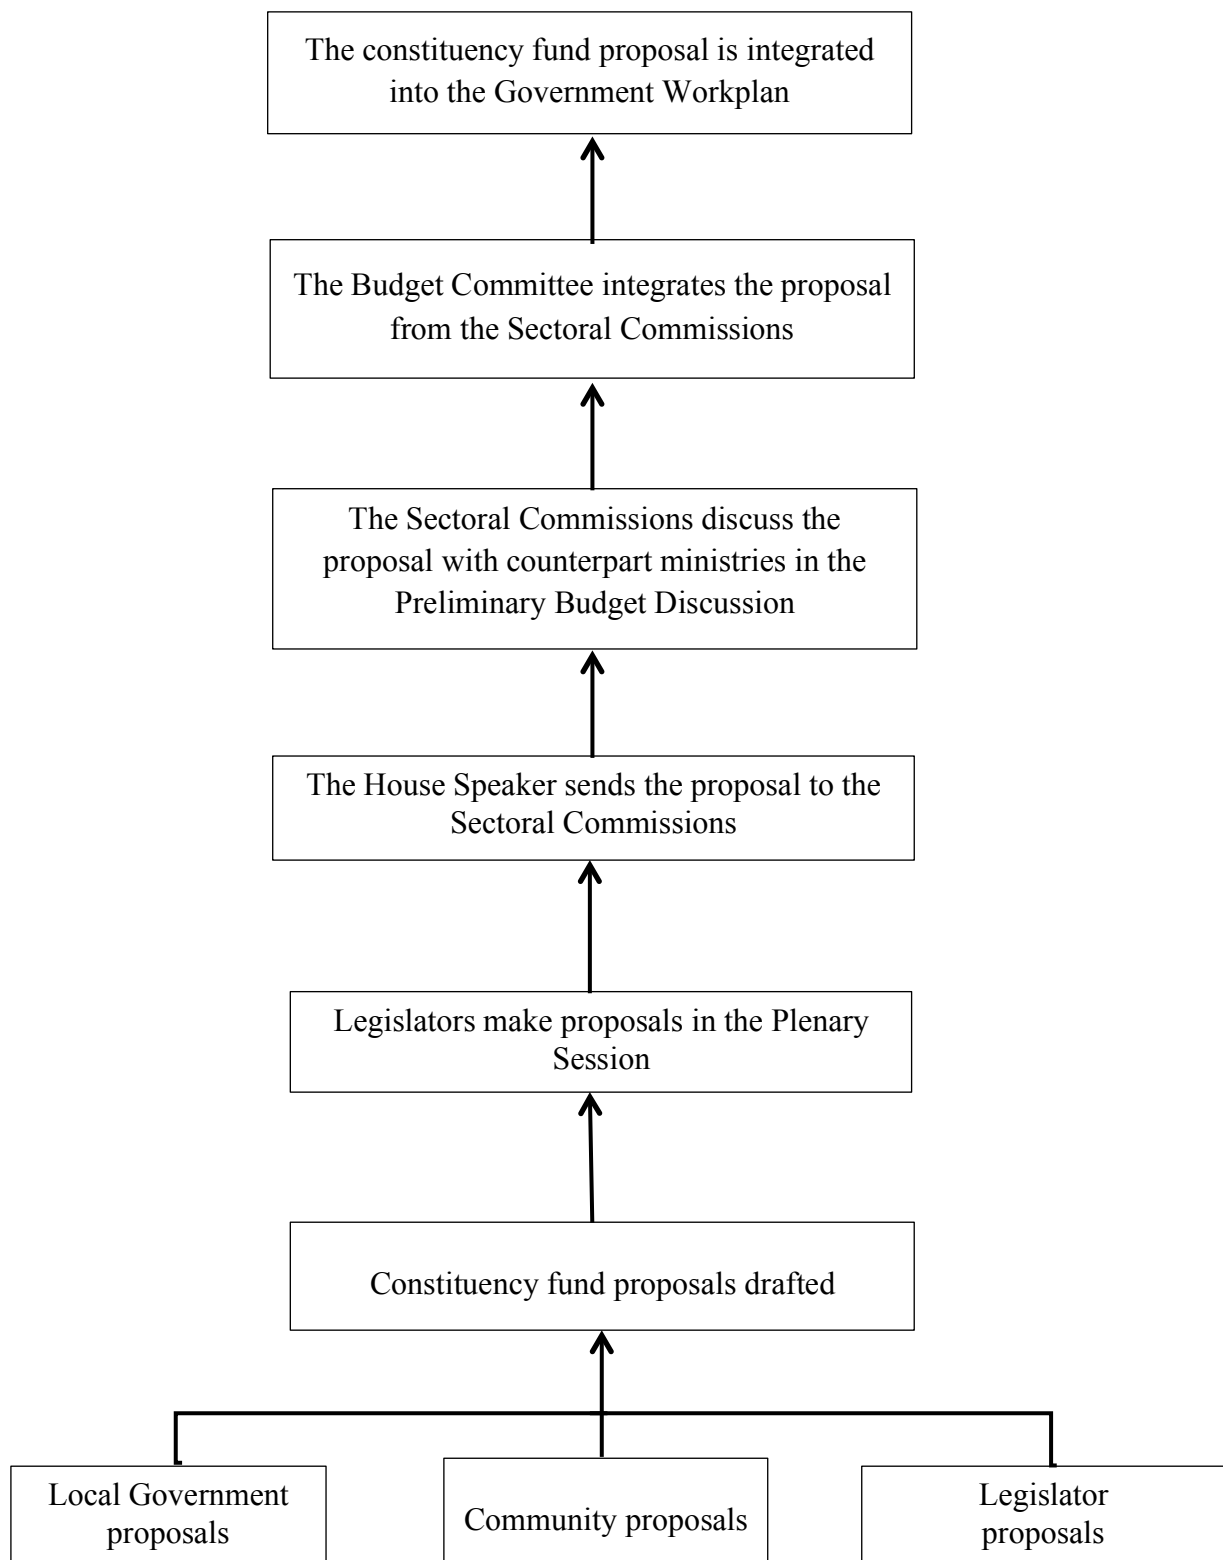 The constituency fund proposal is integrated
into the Government Workplan
The Budget Committee integrates the proposal
from the Sectoral Commissions
The Sectoral Commissions discuss the
proposal with counterpart ministries in the
Preliminary Budget Discussion
The House Speaker sends the proposal to the
Sectoral Commissions
Legislators make proposals in the Plenary
Session
Constituency fund proposals drafted
Local Government
proposals
Community proposals
Legislator
proposals